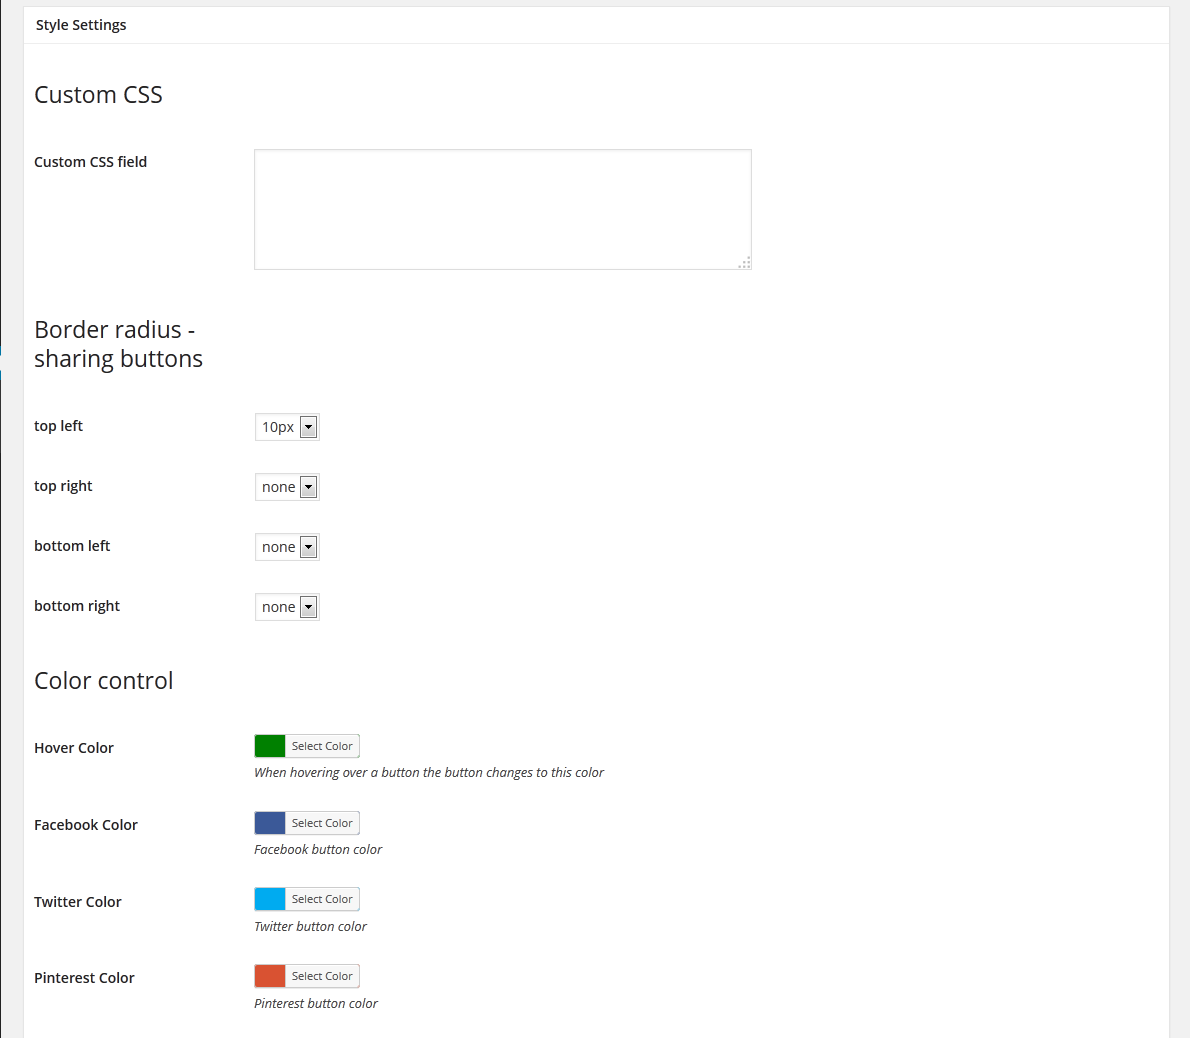 Style Settings
Custom CSS
Custom CSS field
Border radius -
sharing buttons
top left
10px
top right
none
bottom left
none
bottom right
none
Color control
Hover Color
Select Color
When hovering over a button the button changes to this color
Facebook Color
Select Color
Facebook button color
Twitter Color
Select Color
Twitter button color
Pinterest Color
Select Color
Pinterest button color